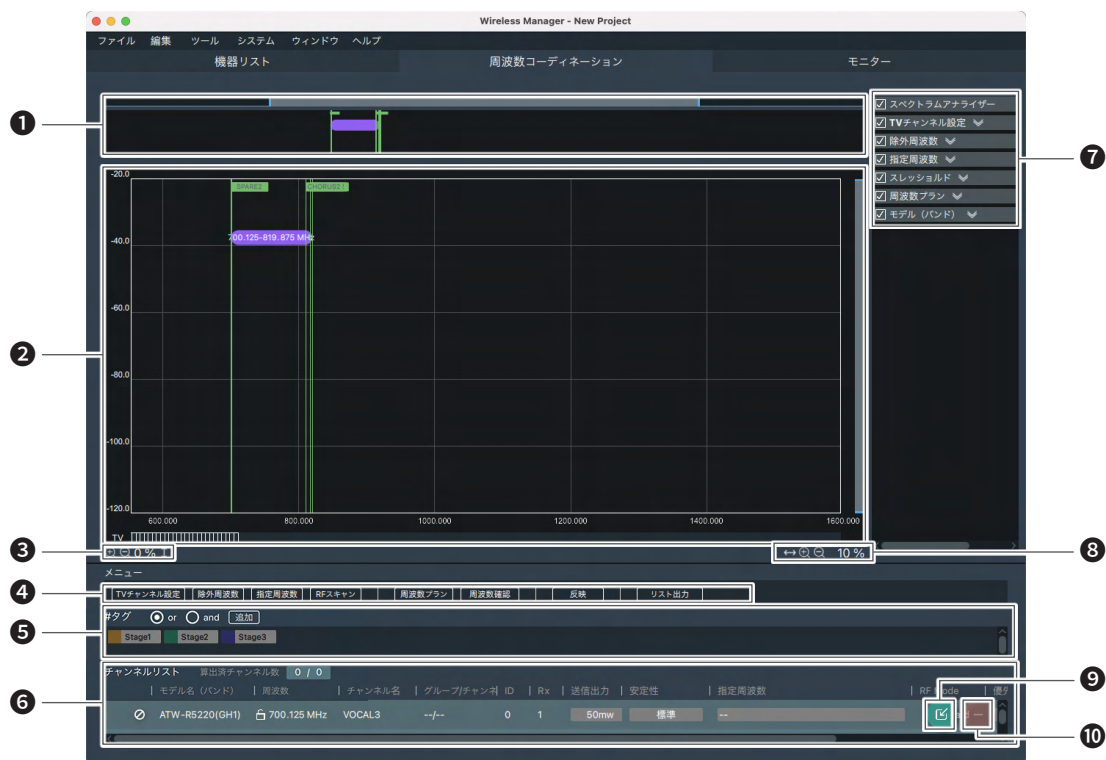 Wireless Manager - New Project
ファイル 編集 ツール システム ウィンドウ ヘルプ
機器リスト 周波数コーディネーション モニター
❶
❷
❸
❹
❺
❻
❼
❽
❾
❿
スペクトラムアナライザー
TVチャンネル設定
除外周波数
指定周波数
スレッショルド
周波数プラン
モデル（バンド）
-20.0
SPARE2 CHORUS2 !
700.125-819.875 MHz
-40.0
-60.0
-80.0
-100.0
-120.0
600.000 800.000 1000.000 1200.000 1400.000 1600.000
TV
0 %
10 %
メニュー
TVチャンネル設定 除外周波数 指定周波数 RFスキャン 周波数プラン 周波数確認 反映 リスト出力
#タグ or and 追加
Stage1 Stage2 Stage3
チャンネルリスト 算出済チャンネル数 0 / 0
モデル名（バンド） 周波数 チャンネル名 グループ/チャンネ ID Rx 送信出力 安定性 指定周波数 RF Mode
ATW-R5220(GH1) 700.125 MHz VOCAL3 --/-- 0 1 50mw 標準 --